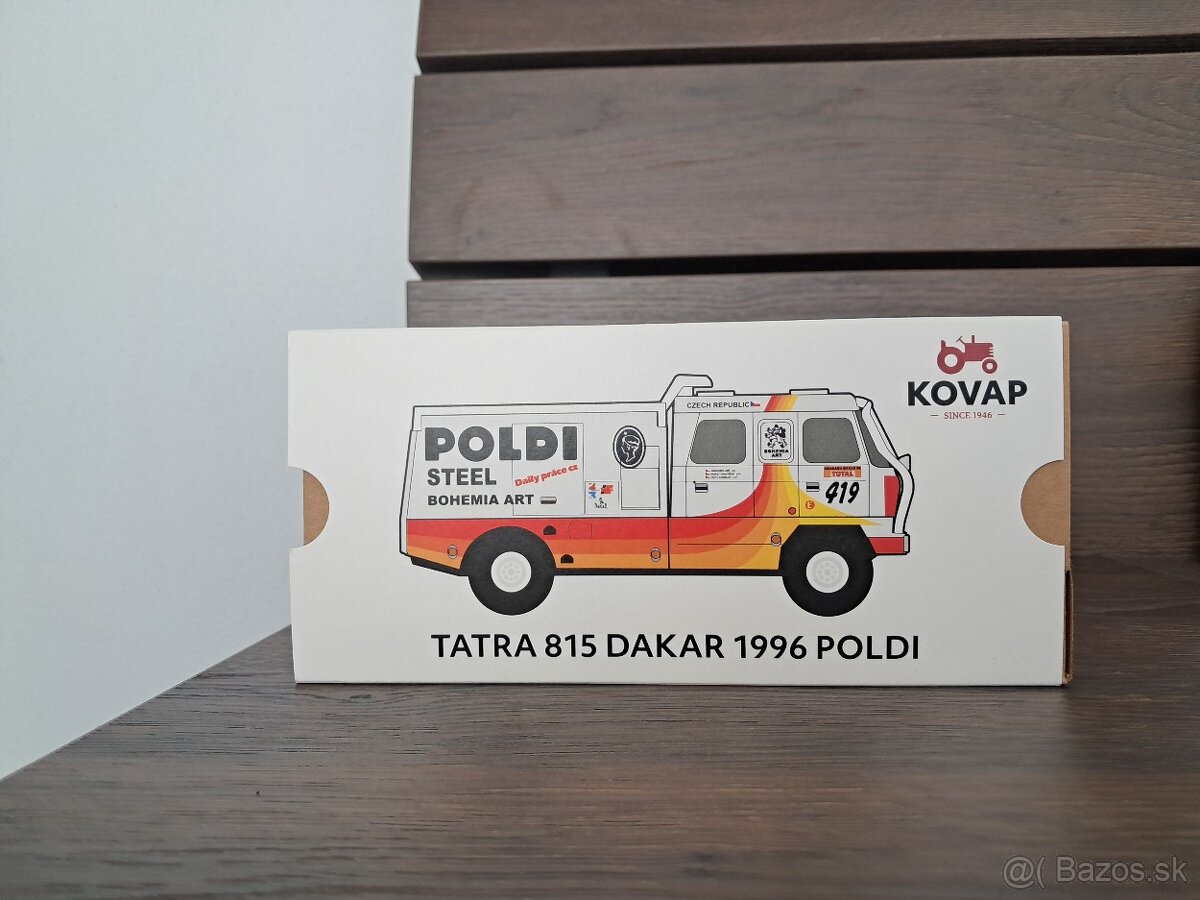 KOVAP
— SINCE 1946 —
CZECH REPUBLIC
POLDI
STEEL
Daily práce cz
BOHEMIA ART
BOHEMIA
ART
TOTAL
419
TATRA 815 DAKAR 1996 POLDI
@( Bazos.sk